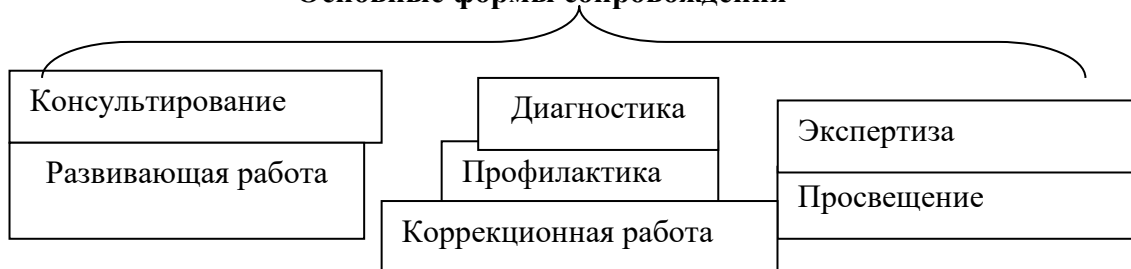 Основные формы сопровождения
Консультирование
Развивающая работа
Диагностика
Профилактика
Коррекционная работа
Экспертиза
Просвещение